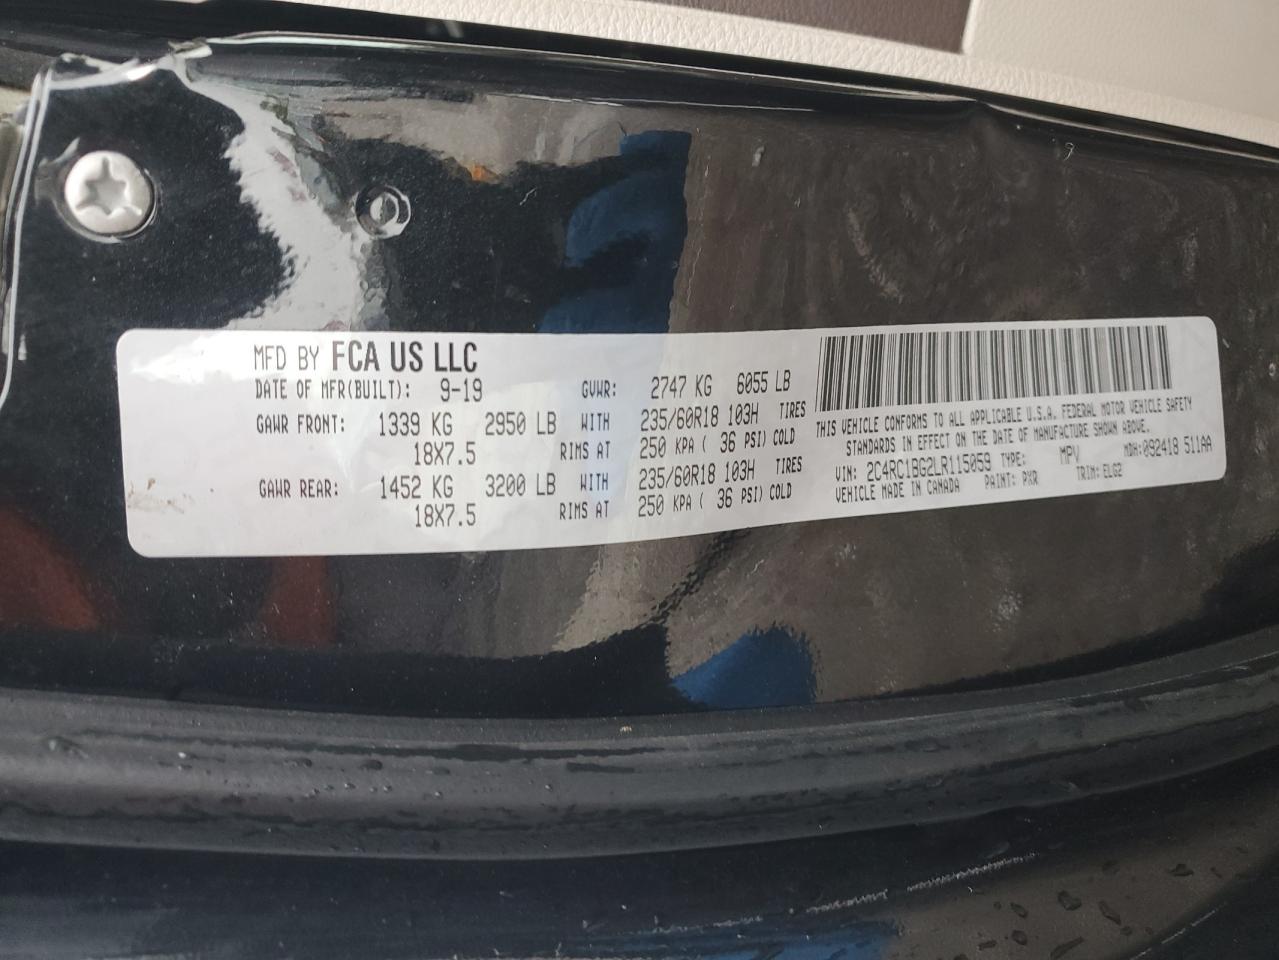 MFD BY FCA US LLC
DATE OF MFR(BUILT): 9-19 GVWR: 2747 KG 6055 LB
GAWR FRONT: 1339 KG 2950 LB WITH 235/60R18 103H TIRES
18X7.5 RIMS AT 250 KPA ( 36 PSI) COLD
GAWR REAR: 1452 KG 3200 LB WITH 235/60R18 103H TIRES
18X7.5 RIMS AT 250 KPA ( 36 PSI) COLD
THIS VEHICLE CONFORMS TO ALL APPLICABLE U.S.A. FEDERAL MOTOR VEHICLE SAFETY
STANDARDS IN EFFECT ON THE DATE OF MANUFACTURE SHOWN ABOVE.
MDH:092418 511AA
VIN: 2C4RC1BG2LR115059 TYPE: MPV
VEHICLE MADE IN CANADA PAINT: PXR TRIM: ELG2